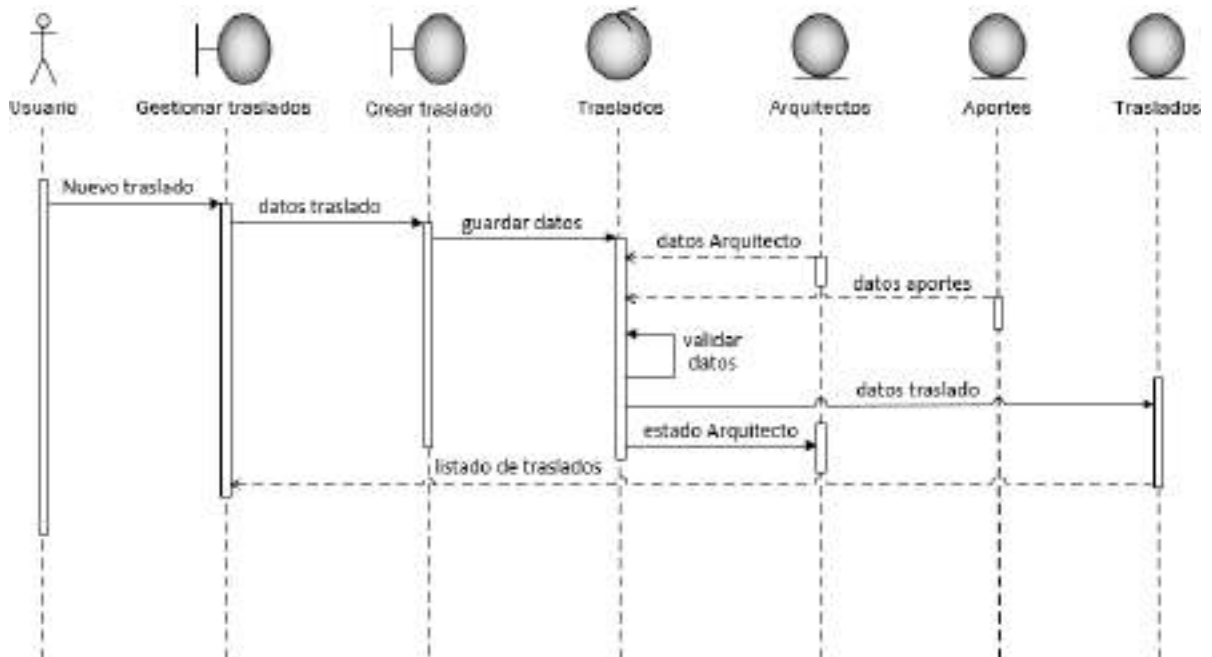 Usuario
Gestionar traslados
Crear traslado
Traslados
Arquitectos
Aportes
Traslados
Nuevo traslado
datos traslado
guardar datos
datos Arquitecto
datos aportes
validar
datos
datos traslado
estado Arquitecto
listado de traslados